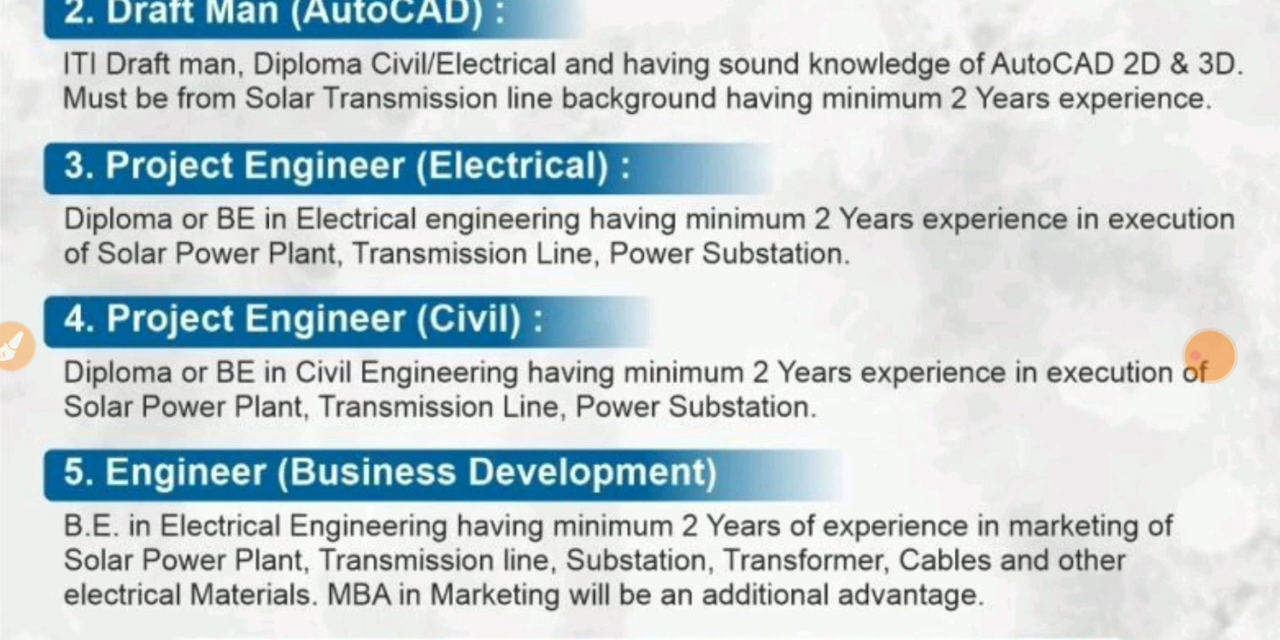 2. Draft Man (AutoCAD) :
ITI Draft man, Diploma Civil/Electrical and having sound knowledge of AutoCAD 2D & 3D.
Must be from Solar Transmission line background having minimum 2 Years experience.
3. Project Engineer (Electrical) :
Diploma or BE in Electrical engineering having minimum 2 Years experience in execution
of Solar Power Plant, Transmission Line, Power Substation.
4. Project Engineer (Civil) :
Diploma or BE in Civil Engineering having minimum 2 Years experience in execution of
Solar Power Plant, Transmission Line, Power Substation.
5. Engineer (Business Development)
B.E. in Electrical Engineering having minimum 2 Years of experience in marketing of
Solar Power Plant, Transmission line, Substation, Transformer, Cables and other
electrical Materials. MBA in Marketing will be an additional advantage.